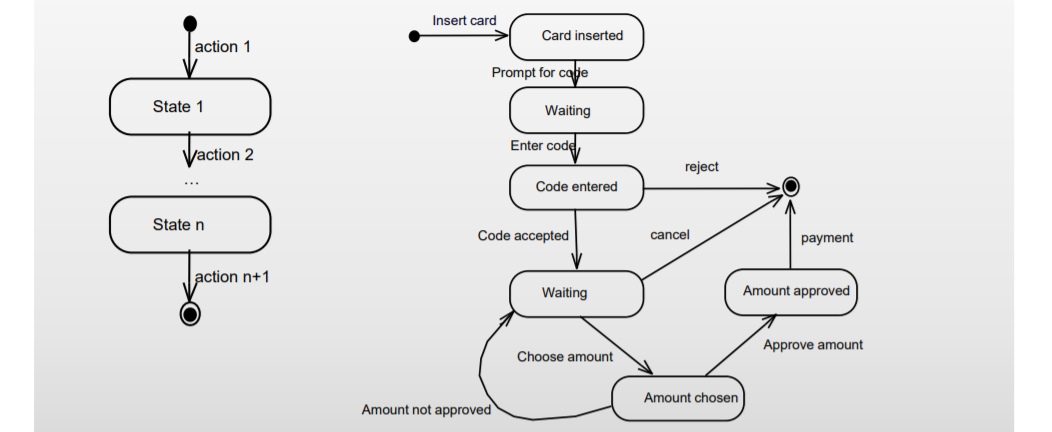 action 1
State 1
action 2
...
State n
action n+1
Insert card
Card inserted
Prompt for code
Waiting
Enter code
Code entered
reject
Code accepted
cancel
payment
Waiting
Amount approved
Choose amount
Approve amount
Amount chosen
Amount not approved